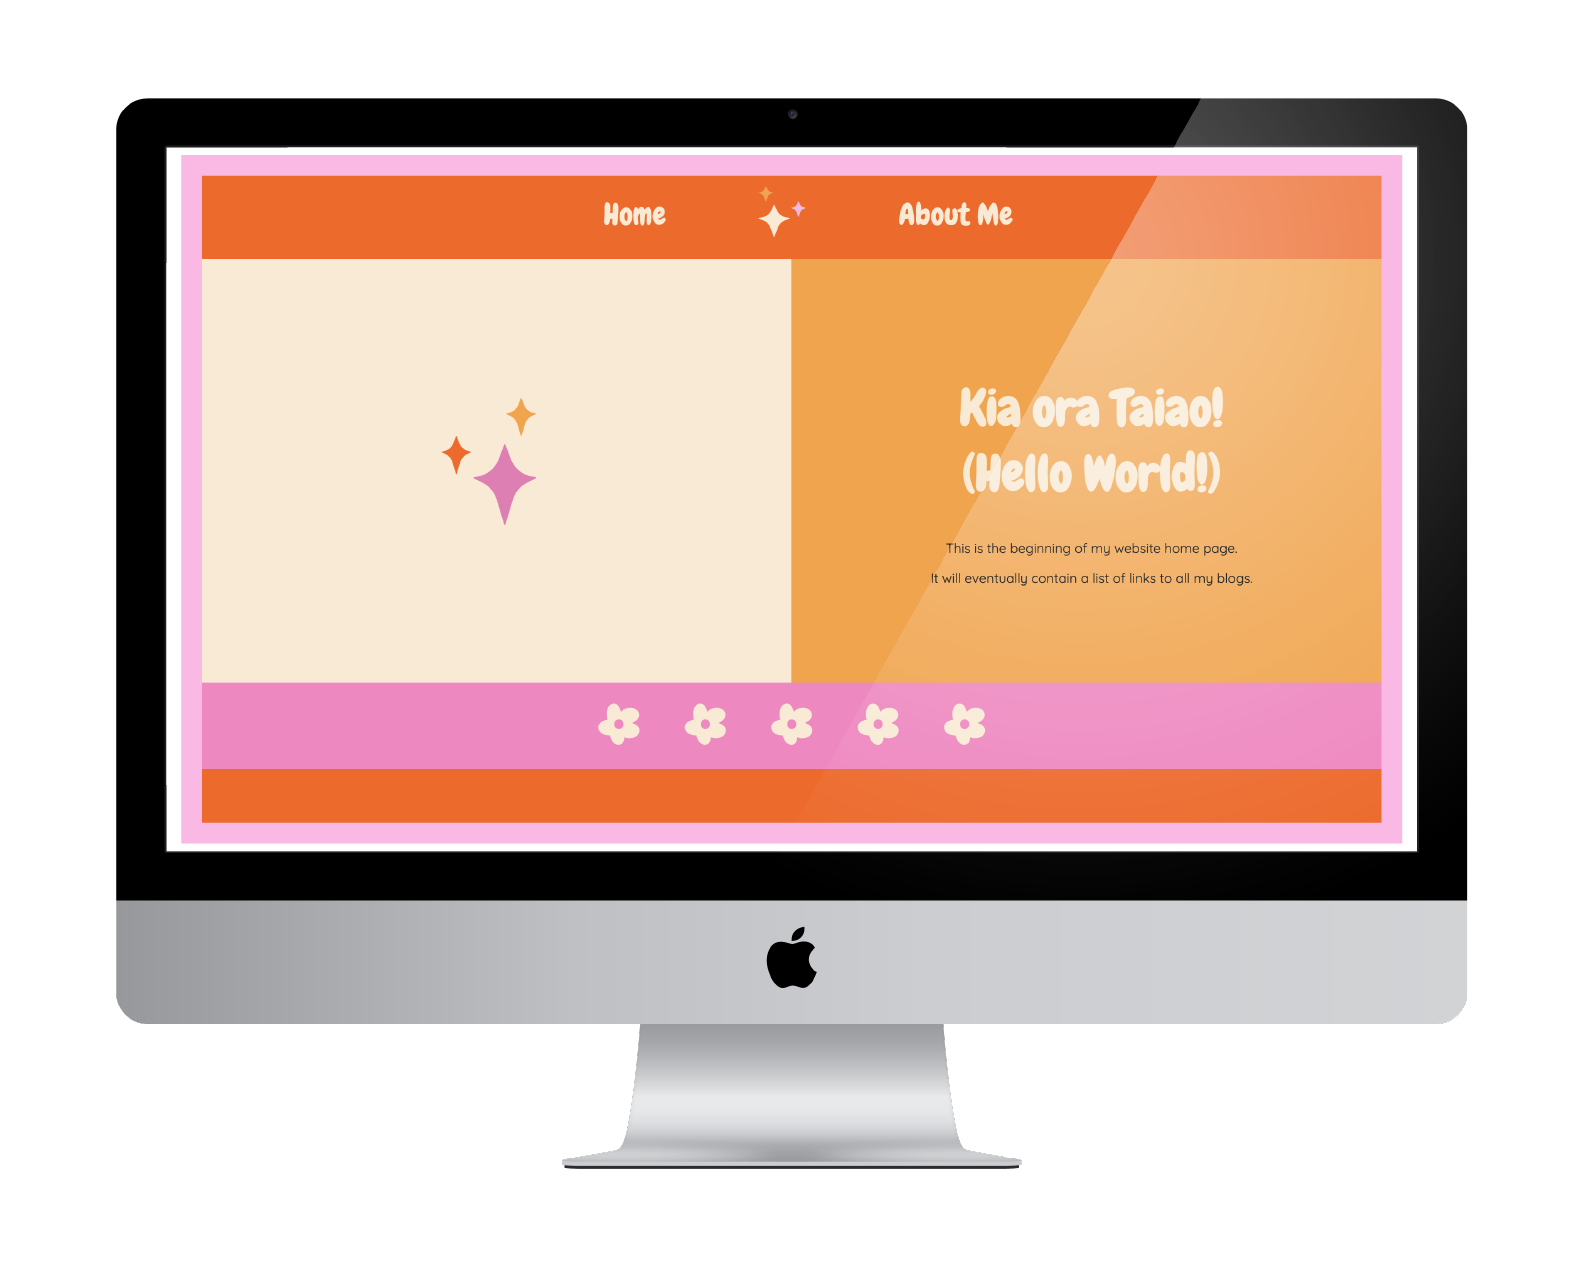 Home
About Me
Kia ora Taiao!
(Hello World!)
This is the beginning of my website home page.
It will eventually contain a list of links to all my blogs.